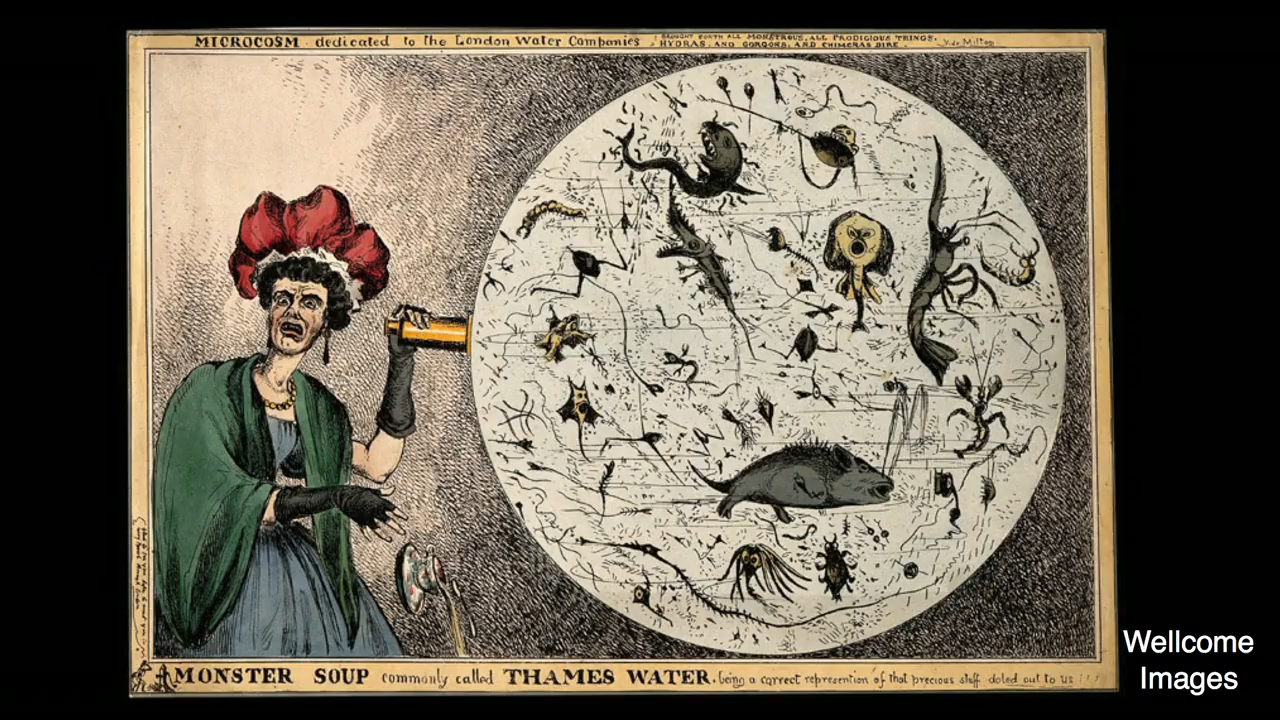 MICROCOSM dedicated to the London Water Companies
BROUGHT FORTH ALL MONSTROUS, ALL PRODIGIOUS THINGS,
HYDRAS, AND GORGONS, AND CHIMERAS DIRE. Vide Milton
MONSTER SOUP commonly called THAMES WATER. being a correct represention of that precious stuff doled out to us !!!
Wellcome
Images